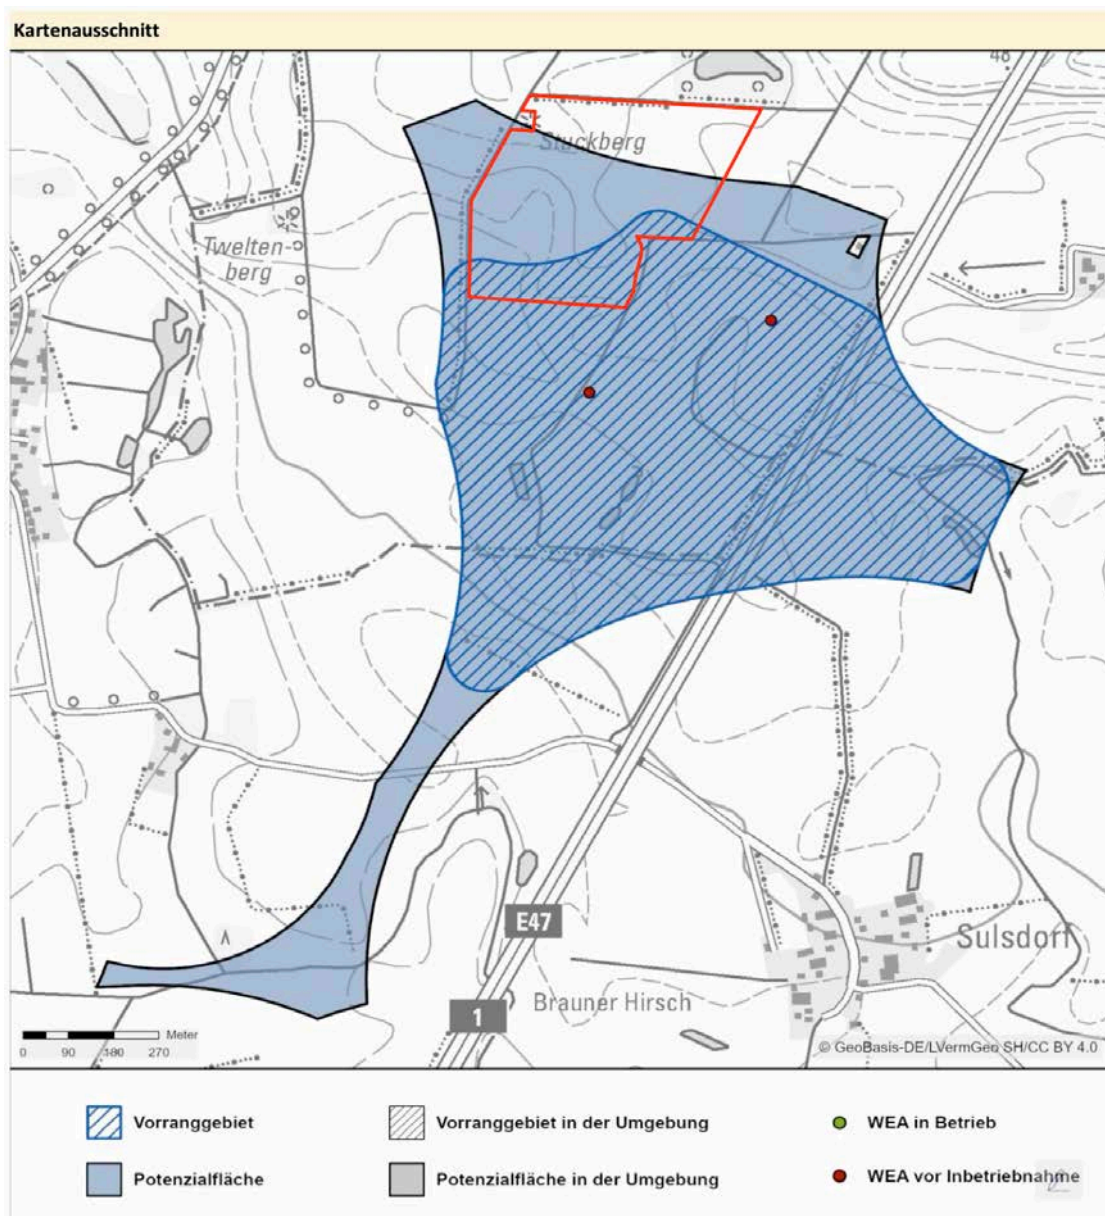 Kartenausschnitt
48
Stuckberg
Twelten-
berg
E47
Sulsdorf
Brauner Hirsch
1
Meter
0 90 180 270
© GeoBasis-DE/LVermGeo SH/CC BY 4.0
Vorranggebiet
Vorranggebiet in der Umgebung
WEA in Betrieb
Potenzialfläche
Potenzialfläche in der Umgebung
WEA vor Inbetriebnahme